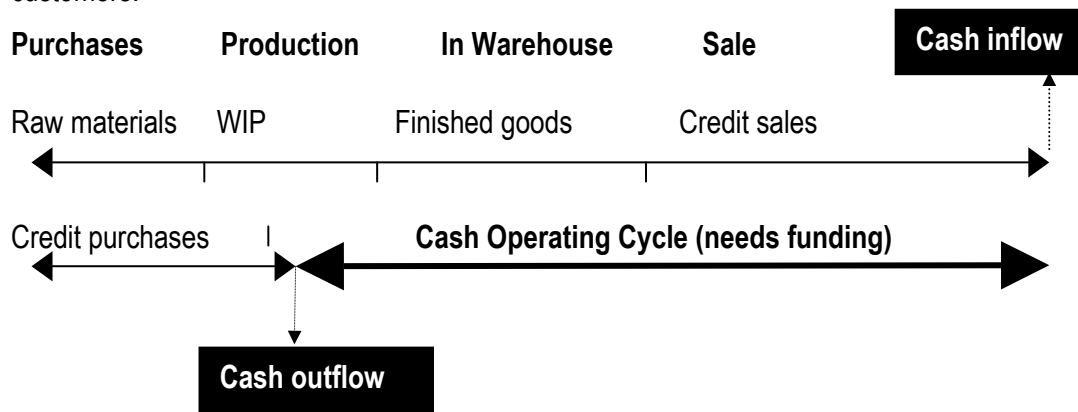 customers.
Purchases Production In Warehouse Sale Cash inflow
Raw materials WIP Finished goods Credit sales
Credit purchases Cash Operating Cycle (needs funding)
Cash outflow